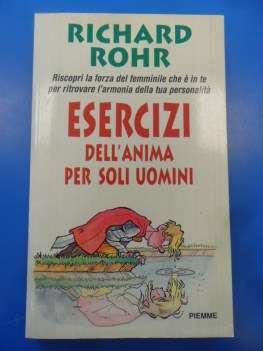 RICHARD
ROHR
Riscopri la forza del femminile che è in te
per ritrovare l'armonia della tua personalità
ESERCIZI
DELL'ANIMA
PER SOLI UOMINI
PIEMME